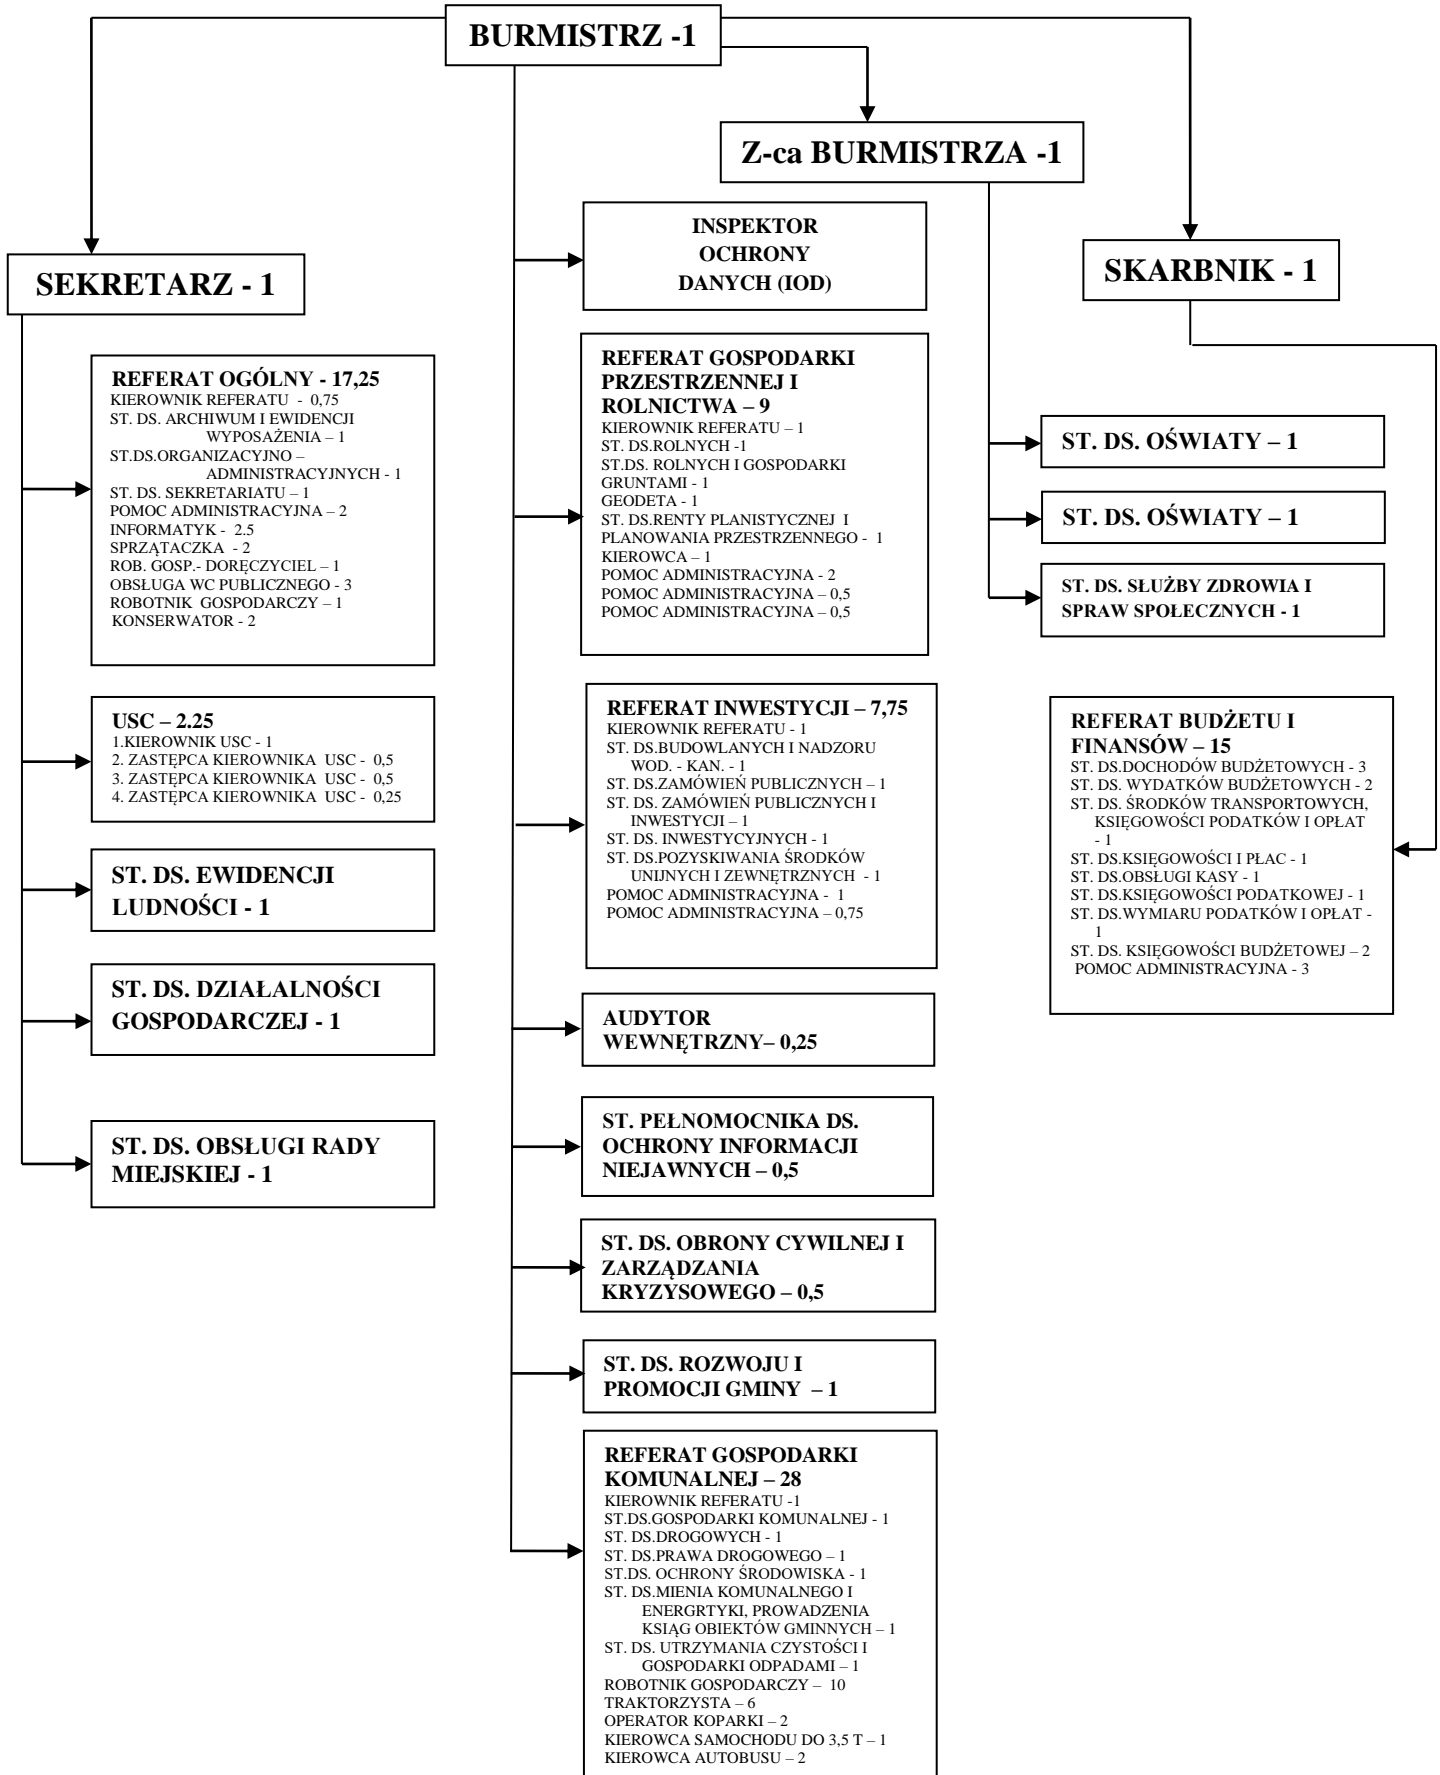 BURMISTRZ -1
Z-ca BURMISTRZA -1
SEKRETARZ - 1
SKARBNIK - 1
REFERAT OGÓLNY - 17,25
KIEROWNIK REFERATU - 0,75
ST. DS. ARCHIWUM I EWIDENCJI
WYPOSAŻENIA – 1
ST.DS.ORGANIZACYJNO –
ADMINISTRACYJNYCH - 1
ST. DS. SEKRETARIATU – 1
POMOC ADMINISTRACYJNA – 2
INFORMATYK - 2.5
SPRZĄTACZKA - 2
ROB. GOSP.- DORĘCZYCIEL – 1
OBSŁUGA WC PUBLICZNEGO - 3
ROBOTNIK GOSPODARCZY – 1
KONSERWATOR - 2
USC – 2.25
1.KIEROWNIK USC - 1
2. ZASTĘPCA KIEROWNIKA USC - 0,5
3. ZASTĘPCA KIEROWNIKA USC - 0,5
4. ZASTĘPCA KIEROWNIKA USC - 0,25
ST. DS. EWIDENCJI
LUDNOŚCI - 1
ST. DS. DZIAŁALNOŚCI
GOSPODARCZEJ - 1
ST. DS. OBSŁUGI RADY
MIEJSKIEJ - 1
INSPEKTOR
OCHRONY
DANYCH (IOD)
REFERAT GOSPODARKI
PRZESTRZENNEJ I
ROLNICTWA – 9
KIEROWNIK REFERATU – 1
ST. DS.ROLNYCH -1
ST.DS. ROLNYCH I GOSPODARKI
GRUNTAMI - 1
GEODETA - 1
ST. DS.RENTY PLANISTYCZNEJ I
PLANOWANIA PRZESTRZENNEGO - 1
KIEROWCA – 1
POMOC ADMINISTRACYJNA - 2
POMOC ADMINISTRACYJNA – 0,5
POMOC ADMINISTRACYJNA – 0,5
REFERAT INWESTYCJI – 7,75
KIEROWNIK REFERATU - 1
ST. DS.BUDOWLANYCH I NADZORU
WOD. - KAN. - 1
ST. DS.ZAMÓWIEŃ PUBLICZNYCH – 1
ST. DS. ZAMÓWIEŃ PUBLICZNYCH I
INWESTYCJI – 1
ST. DS. INWESTYCYJNYCH - 1
ST. DS.POZYSKIWANIA ŚRODKÓW
UNIJNYCH I ZEWNĘTRZNYCH - 1
POMOC ADMINISTRACYJNA - 1
POMOC ADMINISTRACYJNA – 0,75
AUDYTOR
WEWNĘTRZNY– 0,25
ST. PEŁNOMOCNIKA DS.
OCHRONY INFORMACJI
NIEJAWNYCH – 0,5
ST. DS. OBRONY CYWILNEJ I
ZARZĄDZANIA
KRYZYSOWEGO – 0,5
ST. DS. ROZWOJU I
PROMOCJI GMINY – 1
REFERAT GOSPODARKI
KOMUNALNEJ – 28
KIEROWNIK REFERATU -1
ST.DS.GOSPODARKI KOMUNALNEJ - 1
ST. DS.DROGOWYCH - 1
ST. DS.PRAWA DROGOWEGO – 1
ST.DS. OCHRONY ŚRODOWISKA - 1
ST. DS.MIENIA KOMUNALNEGO I
ENERGRTYKI, PROWADZENIA
KSIĄG OBIEKTÓW GMINNYCH – 1
ST. DS. UTRZYMANIA CZYSTOŚCI I
GOSPODARKI ODPADAMI – 1
ROBOTNIK GOSPODARCZY – 10
TRAKTORZYSTA – 6
OPERATOR KOPARKI – 2
KIEROWCA SAMOCHODU DO 3,5 T – 1
KIEROWCA AUTOBUSU – 2
ST. DS. OŚWIATY – 1
ST. DS. OŚWIATY – 1
ST. DS. SŁUŻBY ZDROWIA I
SPRAW SPOŁECZNYCH - 1
REFERAT BUDŻETU I
FINANSÓW – 15
ST. DS.DOCHODÓW BUDŻETOWYCH - 3
ST. DS. WYDATKÓW BUDŻETOWYCH - 2
ST. DS. ŚRODKÓW TRANSPORTOWYCH,
KSIĘGOWOŚCI PODATKÓW I OPŁAT
- 1
ST. DS.KSIĘGOWOŚCI I PŁAC - 1
ST. DS.OBSŁUGI KASY - 1
ST. DS.KSIĘGOWOŚCI PODATKOWEJ - 1
ST. DS.WYMIARU PODATKÓW I OPŁAT -
1
ST. DS. KSIĘGOWOŚCI BUDŻETOWEJ – 2
POMOC ADMINISTRACYJNA - 3